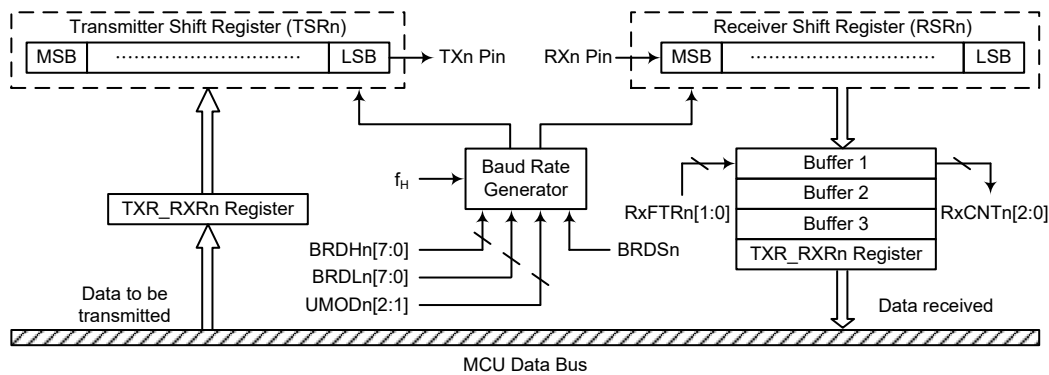 Transmitter Shift Register (TSRn)
MSB ................................ LSB
TXn Pin
Receiver Shift Register (RSRn)
RXn Pin
MSB ................................ LSB
Baud Rate
Generator
fH
BRDHn[7:0]
BRDLn[7:0]
UMODn[2:1]
BRDSn
TXR_RXRn Register
Data to be
transmitted
Buffer 1
Buffer 2
Buffer 3
TXR_RXRn Register
RxFTRn[1:0]
RxCNTn[2:0]
Data received
MCU Data Bus